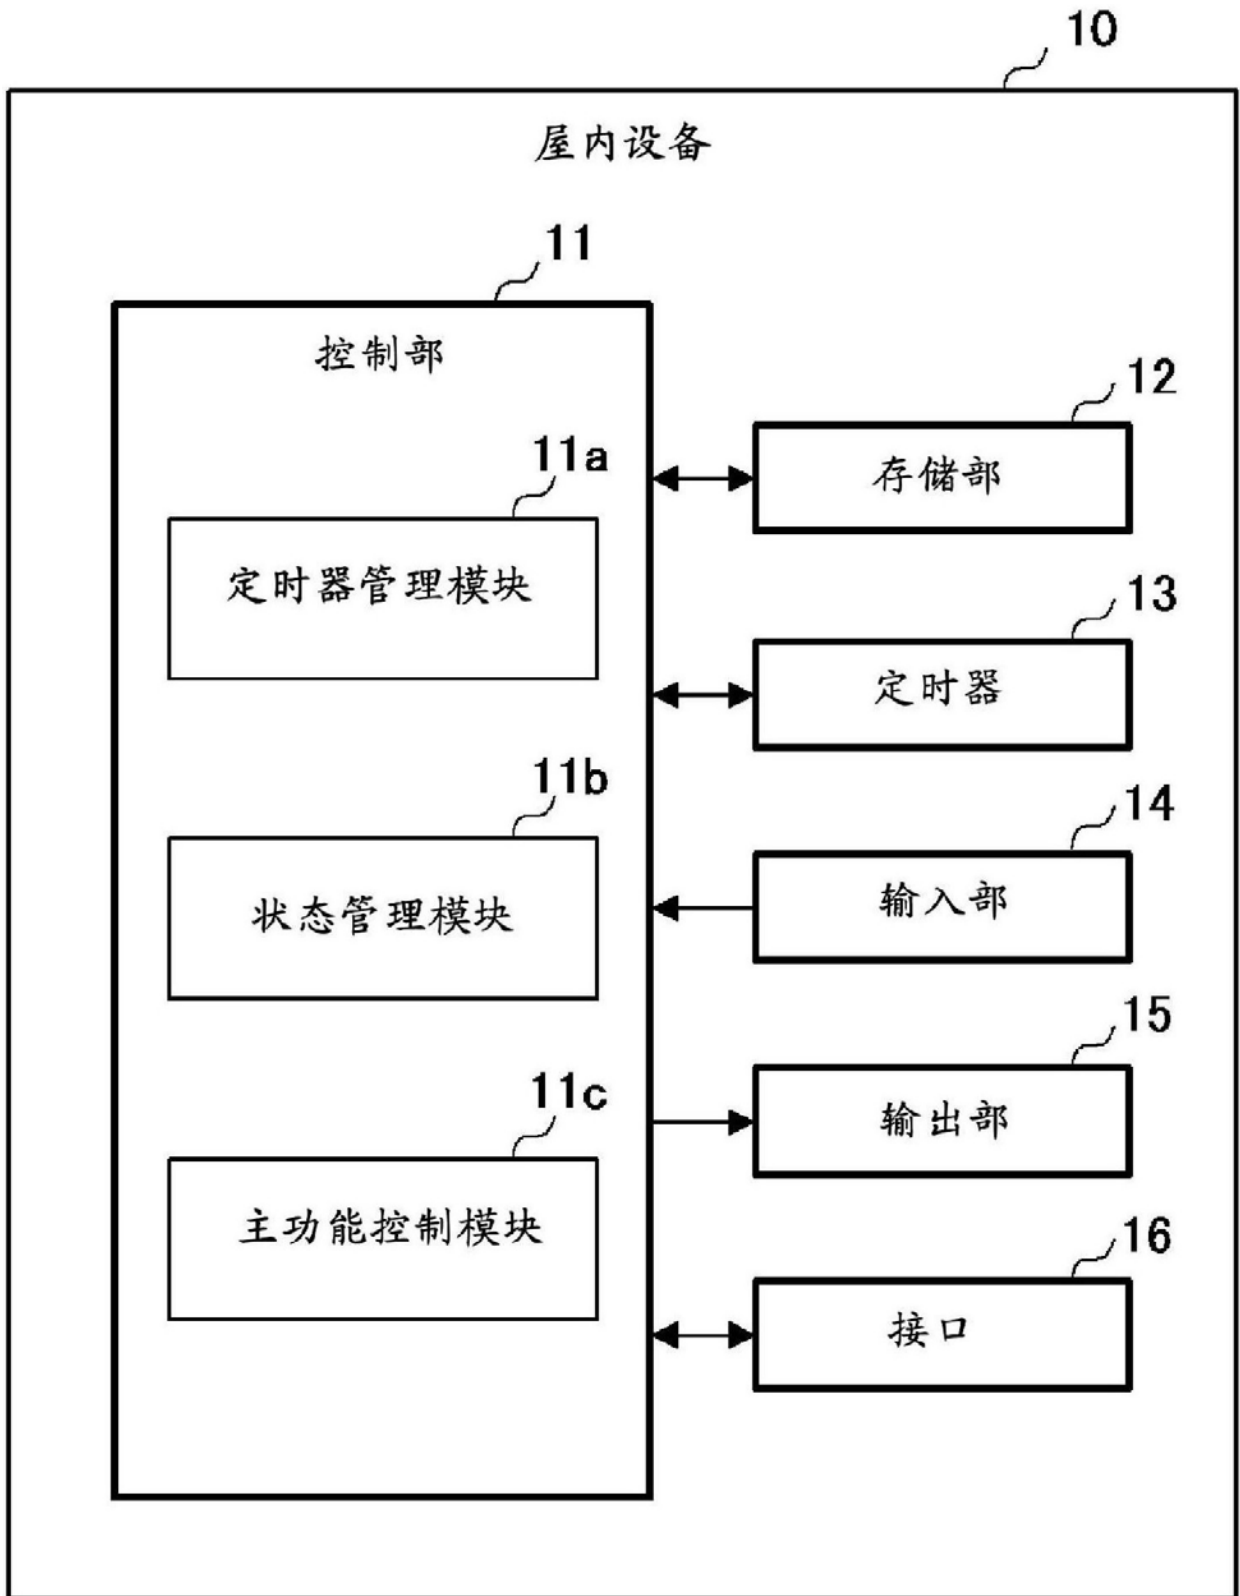 10
屋内设备
11
控制部
12
存储部
11a
定时器管理模块
13
定时器
11b
状态管理模块
14
输入部
15
输出部
11c
主功能控制模块
16
接口